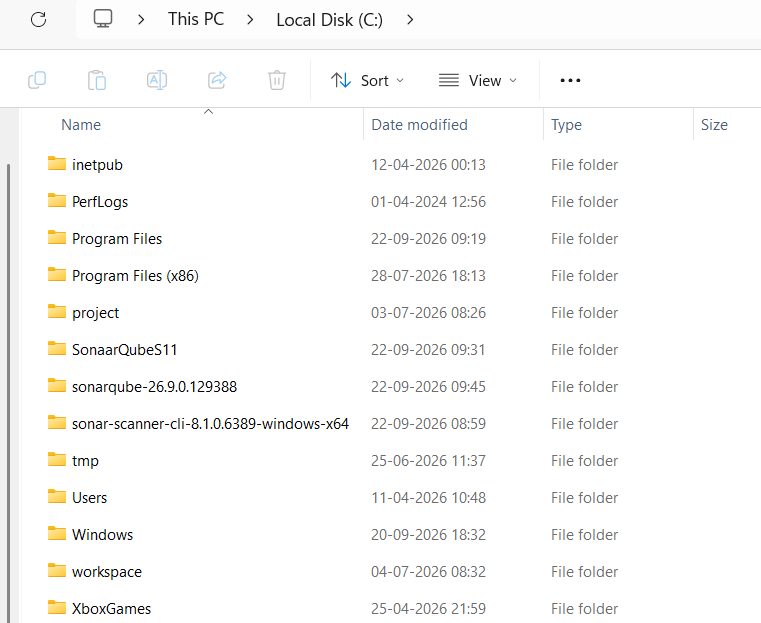 This PC > Local Disk (C:) >
Sort View
Name Date modified Type Size
inetpub 12-04-2026 00:13 File folder
PerfLogs 01-04-2024 12:56 File folder
Program Files 22-09-2026 09:19 File folder
Program Files (x86) 28-07-2026 18:13 File folder
project 03-07-2026 08:26 File folder
SonaarQubeS11 22-09-2026 09:31 File folder
sonarqube-26.9.0.129388 22-09-2026 09:45 File folder
sonar-scanner-cli-8.1.0.6389-windows-x64 22-09-2026 08:59 File folder
tmp 25-06-2026 11:37 File folder
Users 11-04-2026 10:48 File folder
Windows 20-09-2026 18:32 File folder
workspace 04-07-2026 08:32 File folder
XboxGames 25-04-2026 21:59 File folder